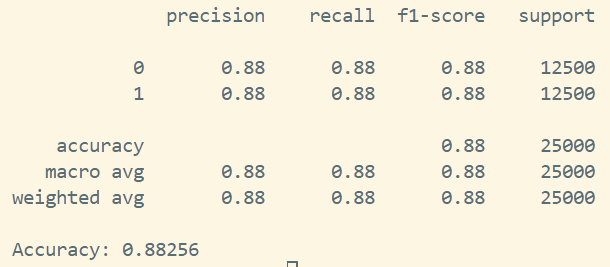 precision recall f1-score support
0 0.88 0.88 0.88 12500
1 0.88 0.88 0.88 12500
accuracy 0.88 25000
macro avg 0.88 0.88 0.88 25000
weighted avg 0.88 0.88 0.88 25000
Accuracy: 0.88256